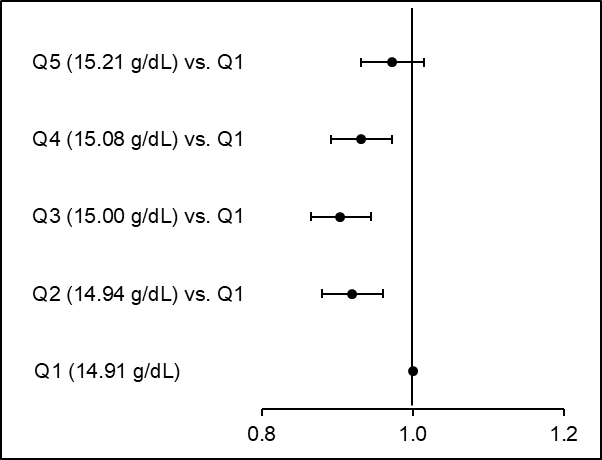 Q5 (15.21 g/dL) vs. Q1
Q4 (15.08 g/dL) vs. Q1
Q3 (15.00 g/dL) vs. Q1
Q2 (14.94 g/dL) vs. Q1
Q1 (14.91 g/dL)
0.8 1.0 1.2